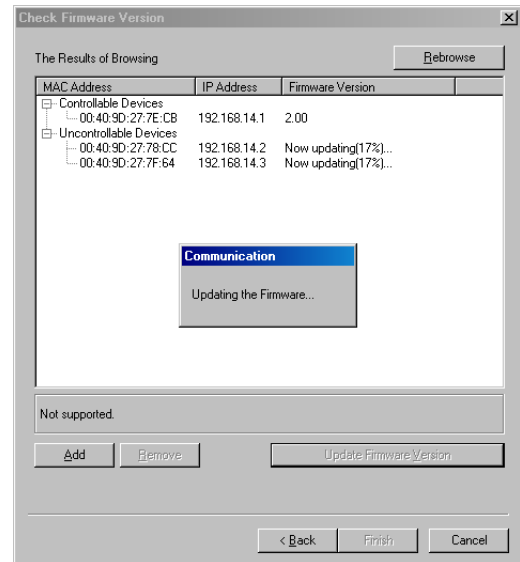 Check Firmware Version
The Results of Browsing
Rebrowse
MAC Address IP Address Firmware Version
Controllable Devices
00:40:9D:27:7E:CB 192.168.14.1 2.00
Uncontrollable Devices
00:40:9D:27:78:CC 192.168.14.2 Now updating(17%)...
00:40:9D:27:7F:64 192.168.14.3 Now updating(17%)...
Communication
Updating the Firmware...
Not supported.
Add Remove Update Firmware Version
< Back Finish Cancel